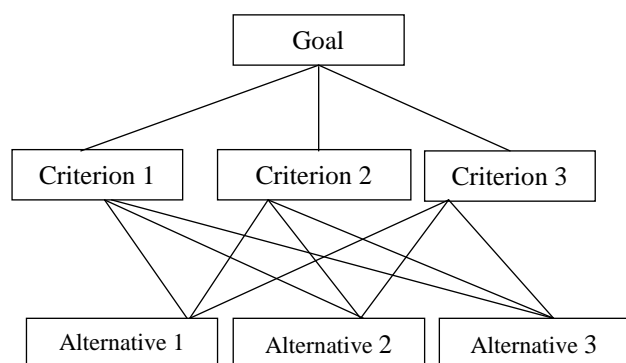 Goal
Criterion 1
Criterion 2
Criterion 3
Alternative 1
Alternative 2
Alternative 3